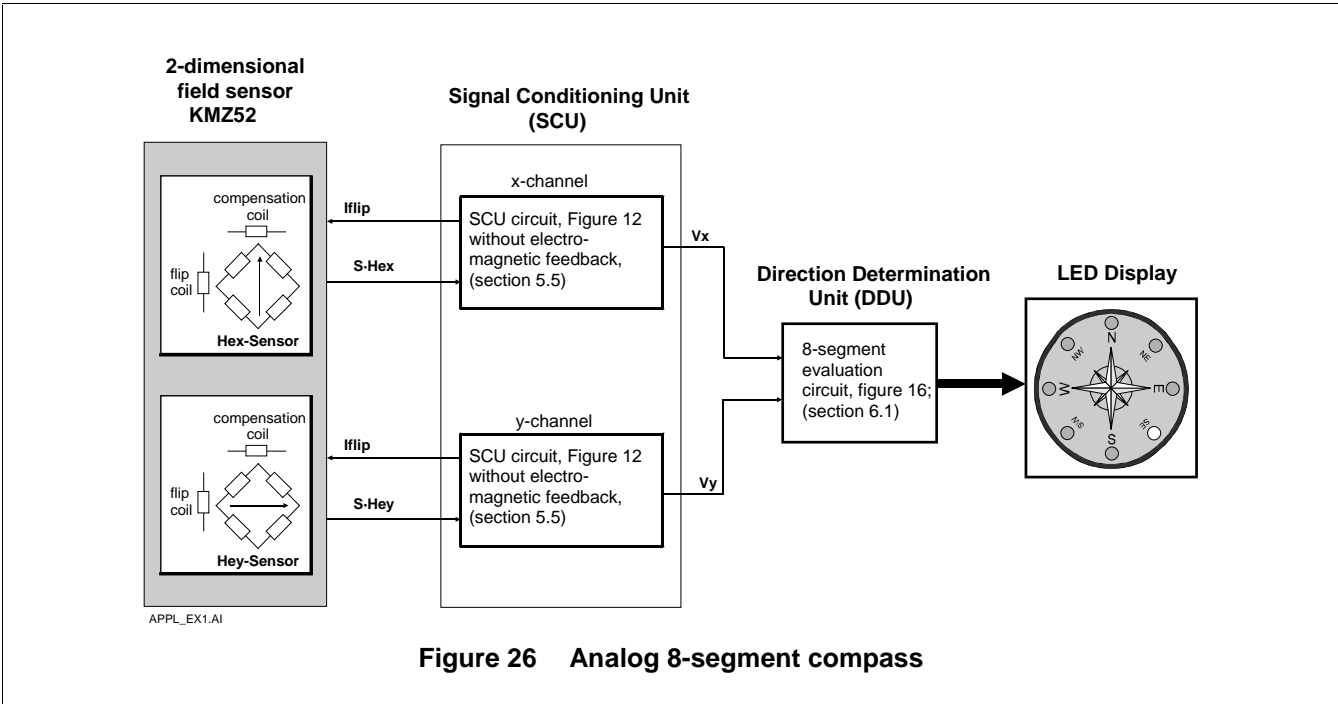 2-dimensional
field sensor
KMZ52
compensation
coil
flip
coil
Hex-Sensor
compensation
coil
flip
coil
Hey-Sensor
APPL_EX1.AI
Iflip
S·Hex
Iflip
S·Hey
Signal Conditioning Unit
(SCU)
x-channel
SCU circuit, Figure 12
without electro-
magnetic feedback,
(section 5.5)
y-channel
SCU circuit, Figure 12
without electro-
magnetic feedback,
(section 5.5)
Vx
Vy
Direction Determination
Unit (DDU)
8-segment
evaluation
circuit, figure 16;
(section 6.1)
LED Display
N
NW
NE
W
E
SW
SE
S
Figure 26 Analog 8-segment compass